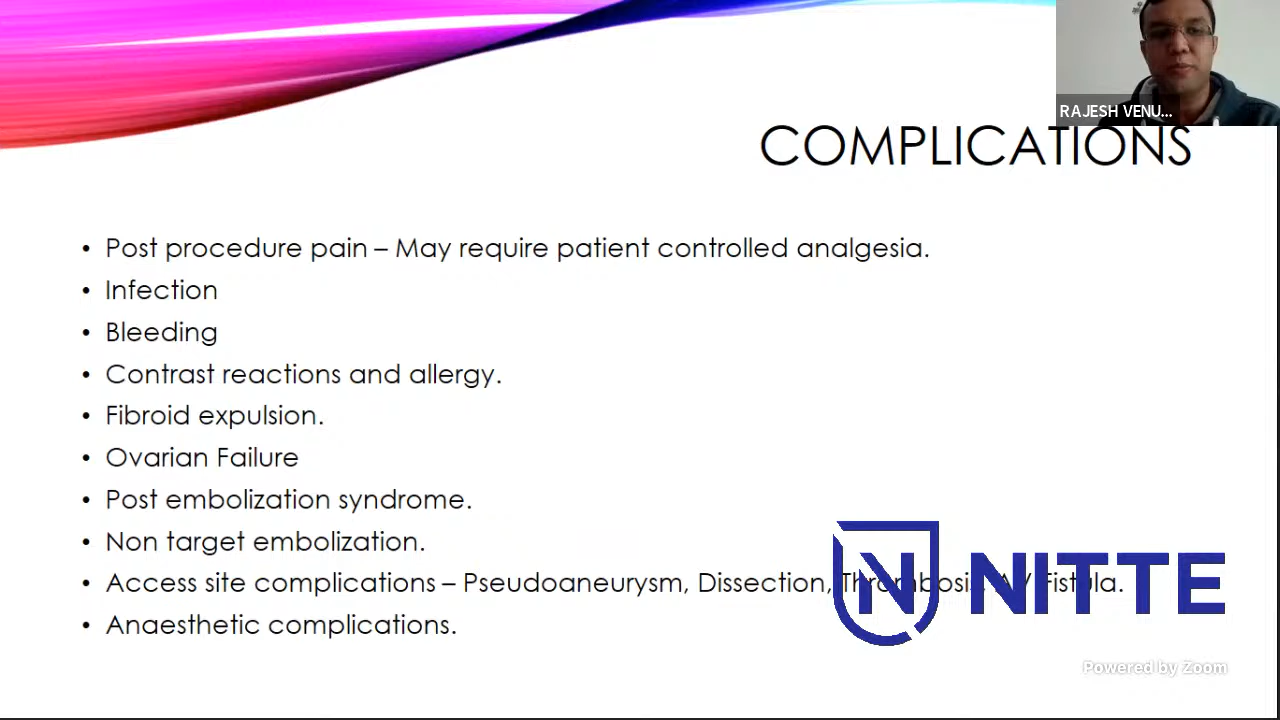 RAJESH VENU...
COMPLICATIONS
• Post procedure pain – May require patient controlled analgesia.
• Infection
• Bleeding
• Contrast reactions and allergy.
• Fibroid expulsion.
• Ovarian Failure
• Post embolization syndrome.
• Non target embolization.
• Access site complications – Pseudoaneurysm, Dissection, Thrombosis, AV Fistula.
• Anaesthetic complications.
N NITTE
Powered by Zoom